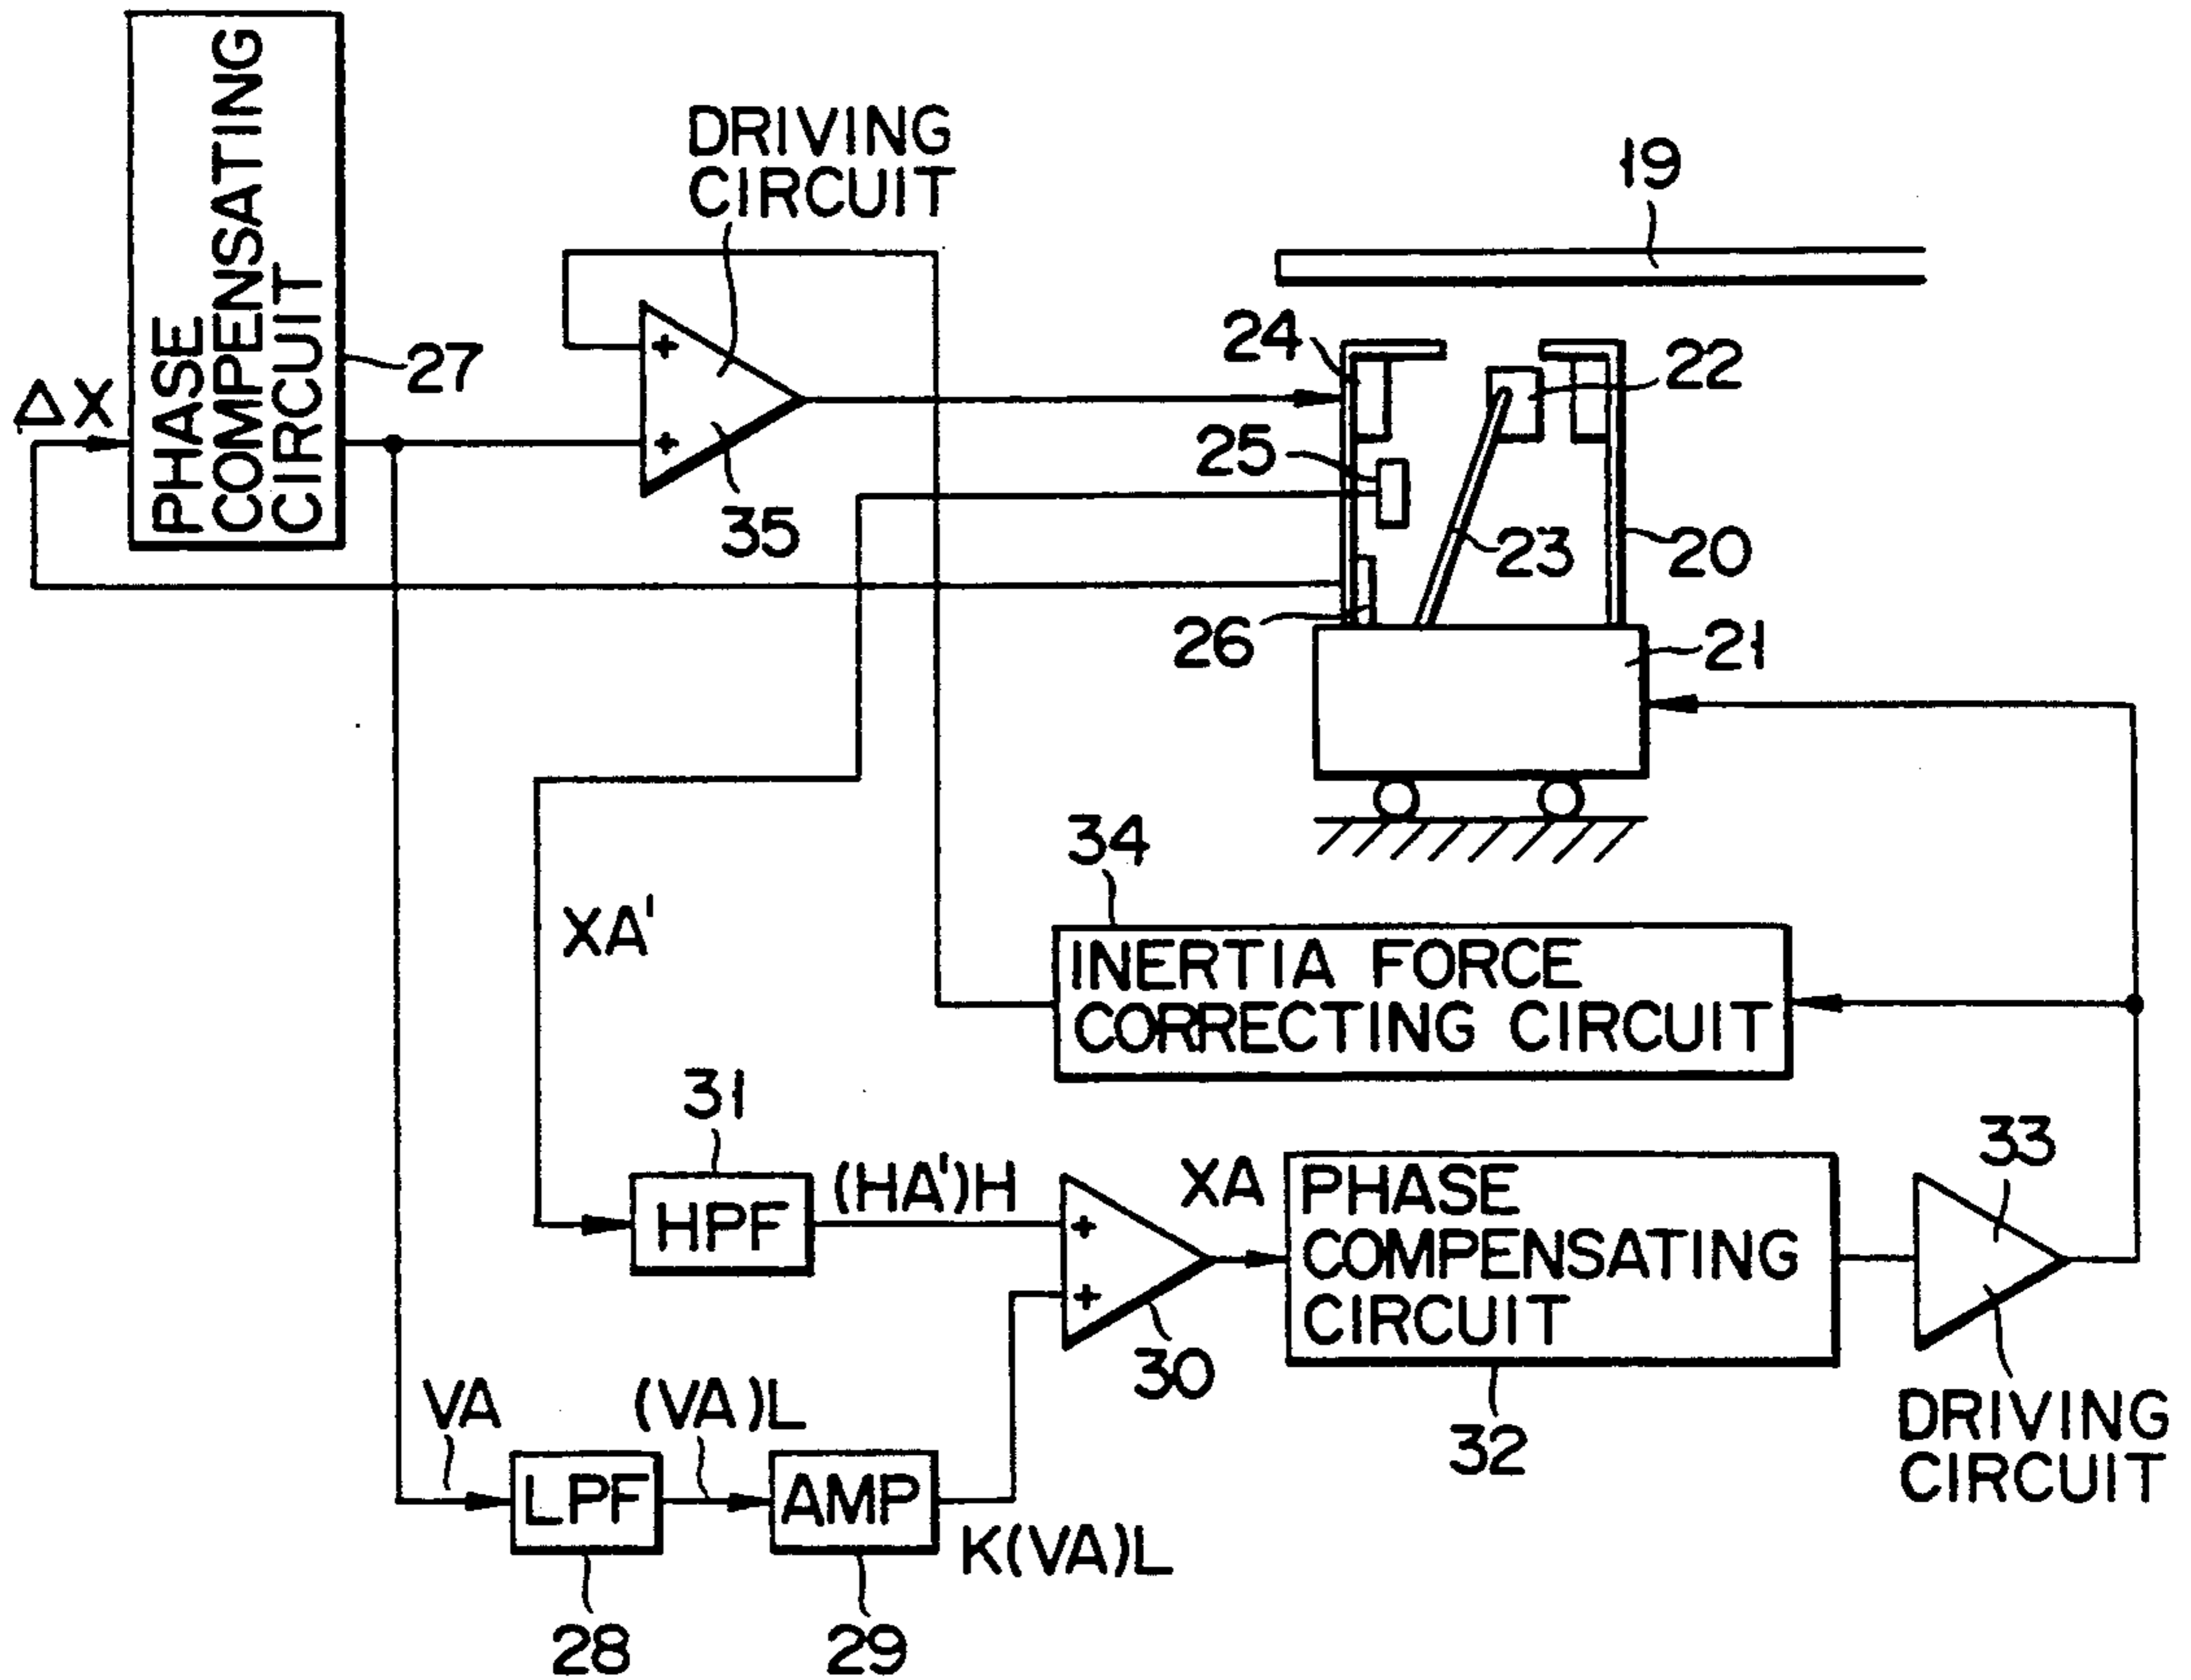 PHASE
COMPENSATING
CIRCUIT
27
ΔX
DRIVING
CIRCUIT
+
+
35
19
24
22
25
23
20
26
21
34
INERTIA FORCE
CORRECTING CIRCUIT
XA'
31
HPF
(HA')H
+
+
30
XA
PHASE
COMPENSATING
CIRCUIT
32
33
DRIVING
CIRCUIT
VA
LPF
28
(VA)L
AMP
29
K(VA)L